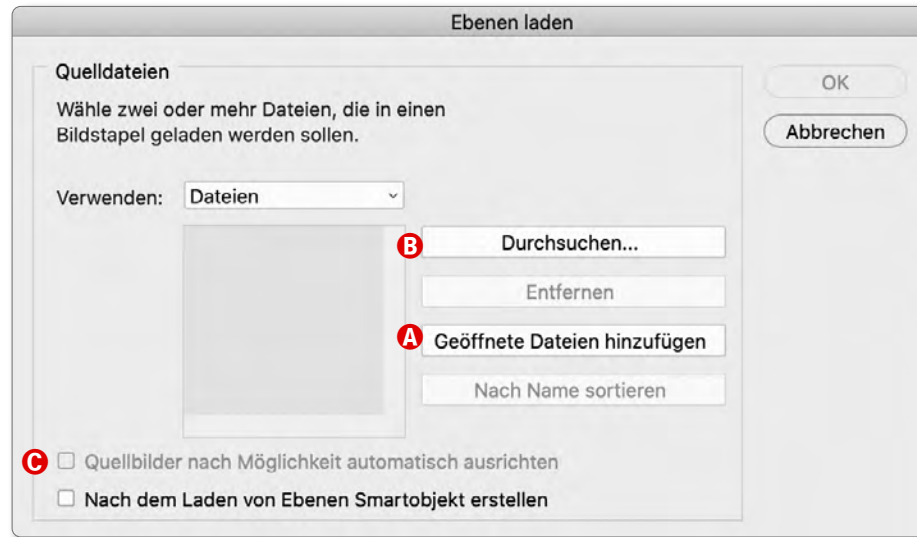 Ebenen laden
Quelldateien
Wähle zwei oder mehr Dateien, die in einen
Bildstapel geladen werden sollen.
OK
Abbrechen
Verwenden: Dateien
B Durchsuchen...
Entfernen
A Geöffnete Dateien hinzufügen
Nach Name sortieren
C Quellbilder nach Möglichkeit automatisch ausrichten
Nach dem Laden von Ebenen Smartobjekt erstellen